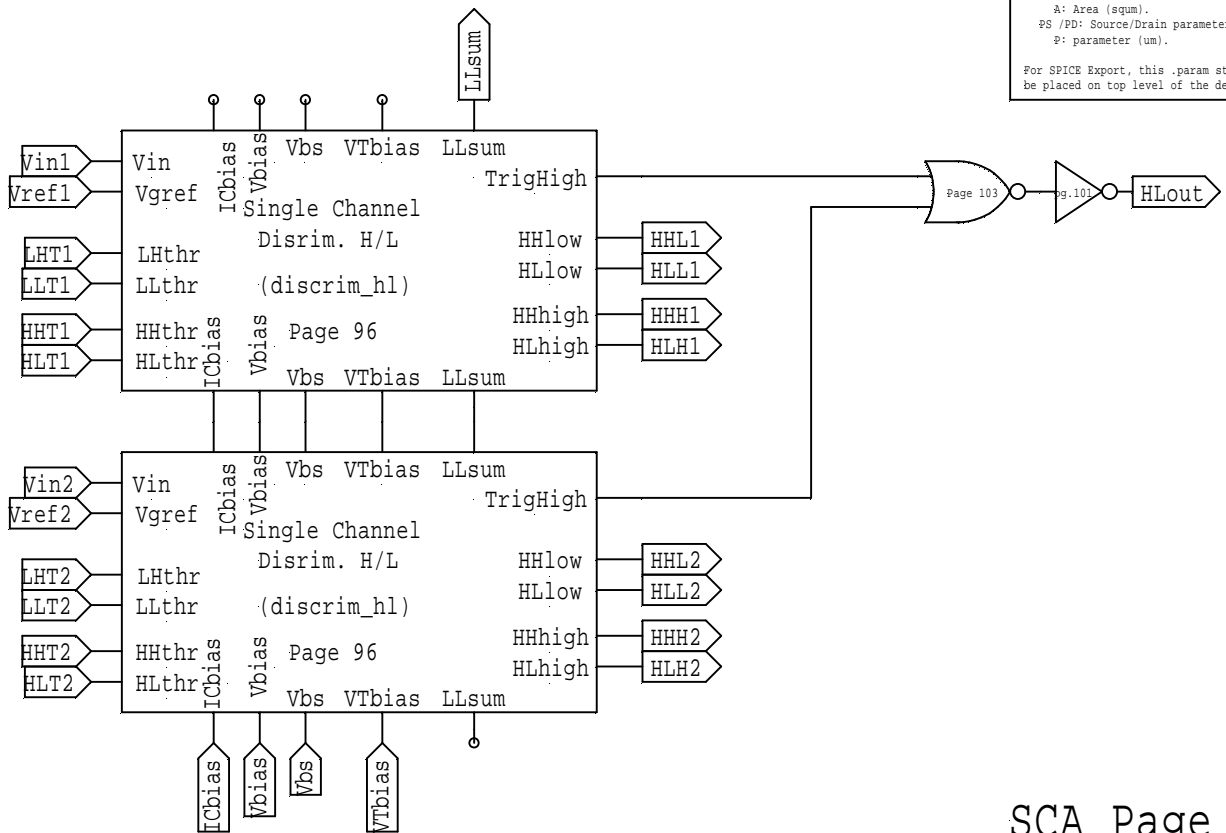 A: Area (squm).
PS /PD: Source/Drain
P: parameter (um).
For SPICE Export, this .param
be placed on top level of the
LLsum
Vin1
Vref1
LHT1
LLT1
HHT1
HLT1
Vin
Vgref
LHthr
LLthr
HHthr
HLthr
ICbias
Vbias
Vbs
VTbias
LLsum
TrigHigh
Single Channel
Disrim. H/L
(discrim_hl)
Page 96
HHlow
HLlow
HHhigh
HLhigh
ICbias
Vbias
Vbs
VTbias
LLsum
HHL1
HLL1
HHH1
HLH1
Page 103
pg.101
HLout
Vin2
Vref2
LHT2
LLT2
HHT2
HLT2
Vin
Vgref
LHthr
LLthr
HHthr
HLthr
ICbias
Vbias
Vbs
VTbias
LLsum
TrigHigh
Single Channel
Disrim. H/L
(discrim_hl)
Page 96
HHlow
HLlow
HHhigh
HLhigh
ICbias
Vbias
Vbs
VTbias
LLsum
HHL2
HLL2
HHH2
HLH2
ICbias
Vbias
Vbs
VTbias
SCA Page